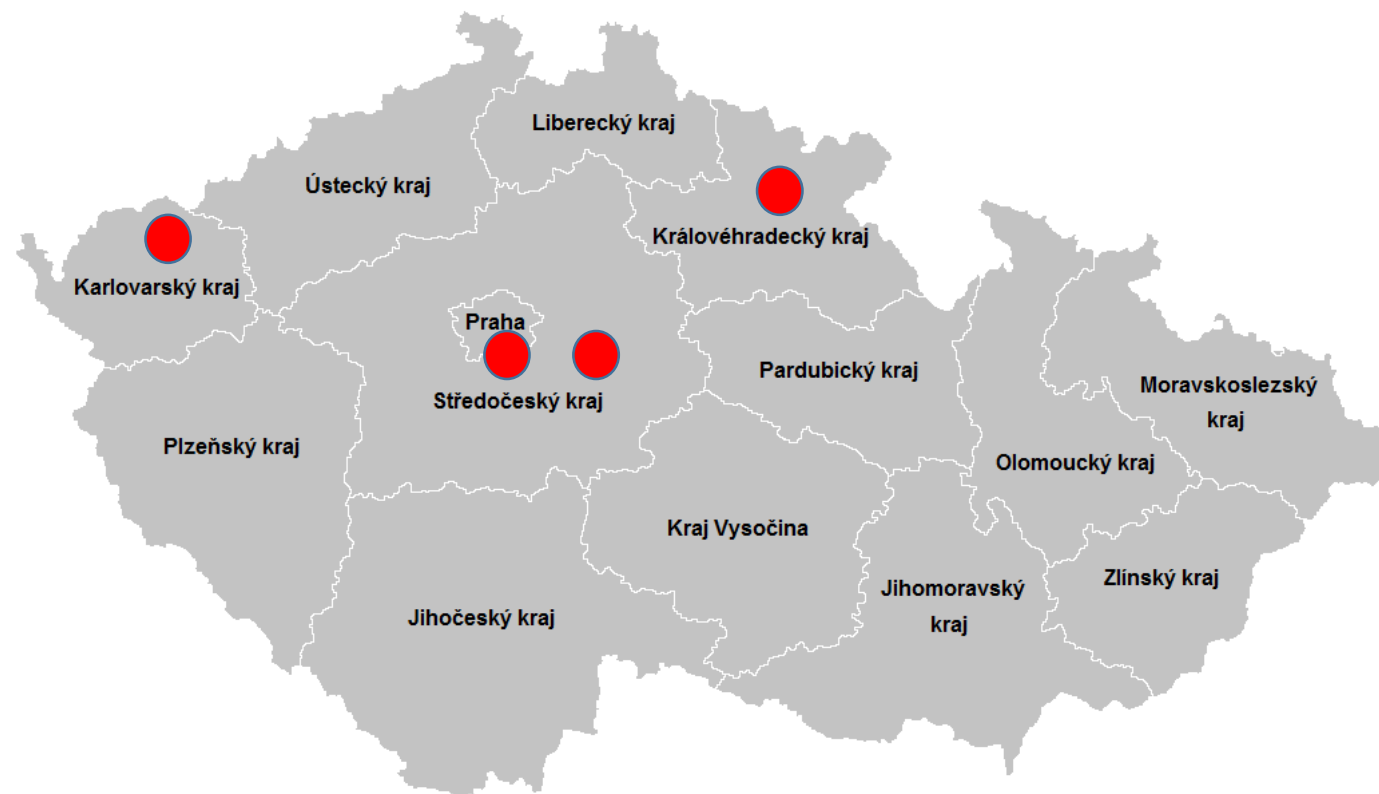 Liberecký kraj
Ústecký kraj
Královéhradecký kraj
Karlovarský kraj
Praha
Pardubický kraj
Středočeský kraj
Moravskoslezský
kraj
Plzeňský kraj
Olomoucký kraj
Kraj Vysočina
Zlínský kraj
Jihomoravský
kraj
Jihočeský kraj